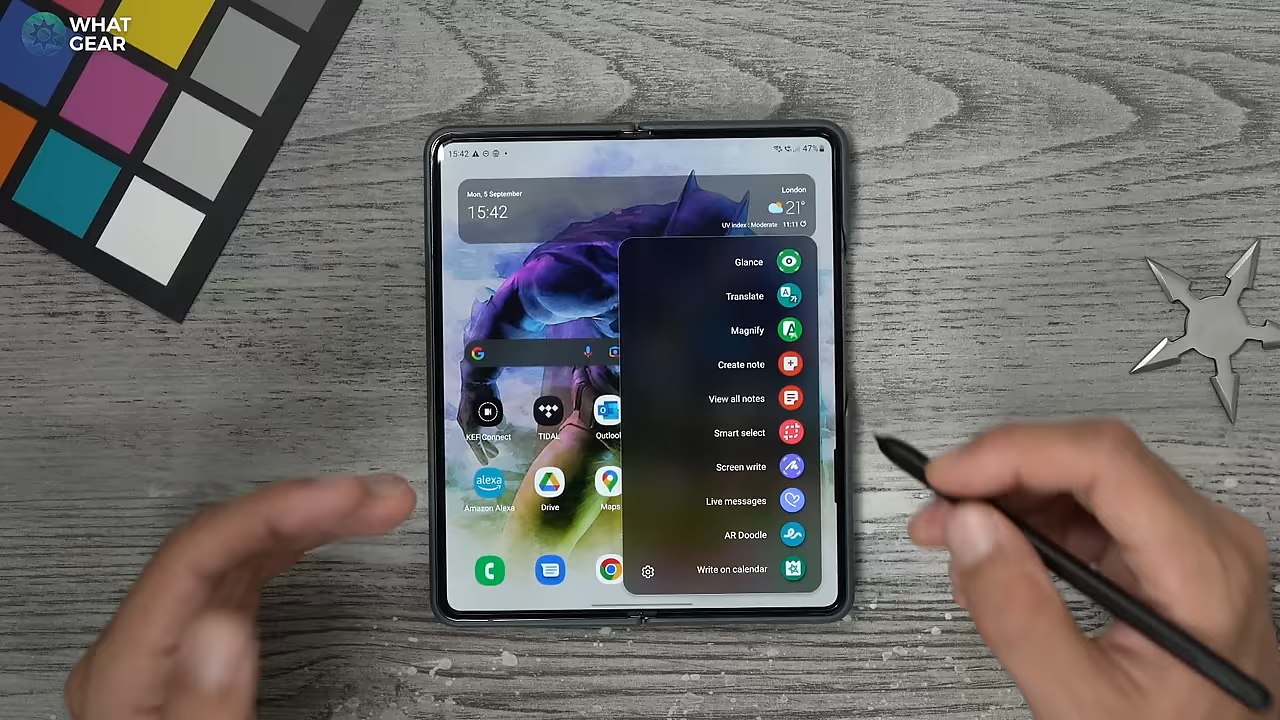 WHAT
GEAR
15:42
47%
Mon, 5 September
15:42
London
21°
UV index : Moderate 11:11
Glance
Translate
Magnify
Create note
View all notes
Smart select
Screen write
Live messages
AR Doodle
Write on calendar
KEF Connect
TIDAL
Outlool
alexa
Amazon Alexa
Drive
Maps